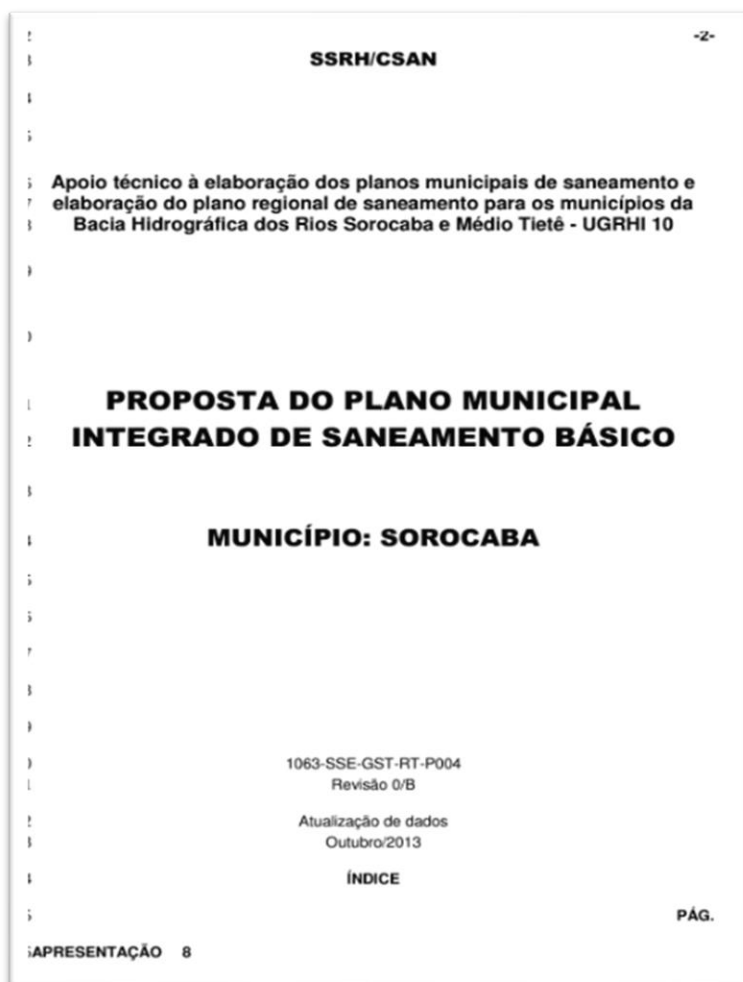 -2-
SSRH/CSAN
Apoio técnico à elaboração dos planos municipais de saneamento e
elaboração do plano regional de saneamento para os municípios da
Bacia Hidrográfica dos Rios Sorocaba e Médio Tietê - UGRHI 10
PROPOSTA DO PLANO MUNICIPAL
INTEGRADO DE SANEAMENTO BÁSICO
MUNICÍPIO: SOROCABA
1063-SSE-GST-RT-P004
Revisão 0/B
Atualização de dados
Outubro/2013
ÍNDICE
PÁG.
APRESENTAÇÃO 8